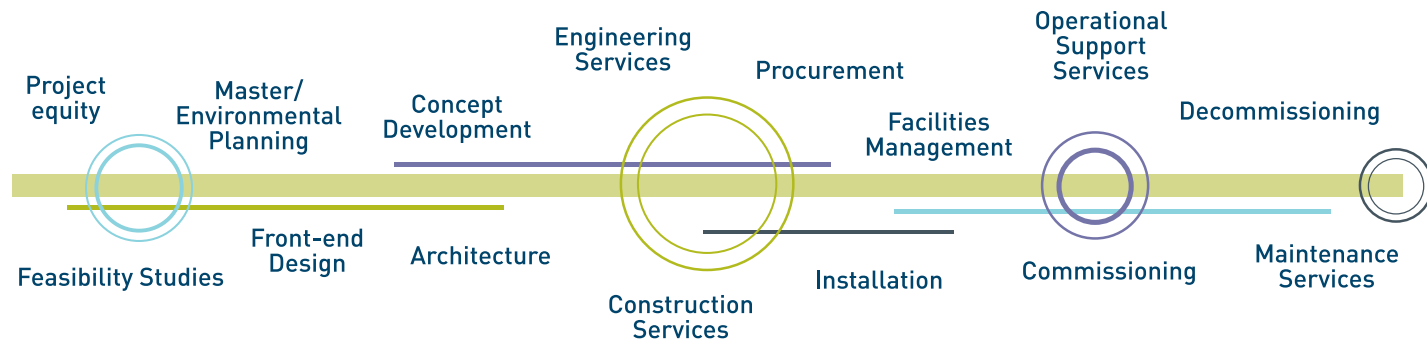 Project
equity
Master/
Environmental
Planning
Concept
Development
Engineering
Services
Procurement
Facilities
Management
Operational
Support
Services
Decommissioning
Feasibility Studies
Front-end
Design
Architecture
Construction
Services
Installation
Commissioning
Maintenance
Services